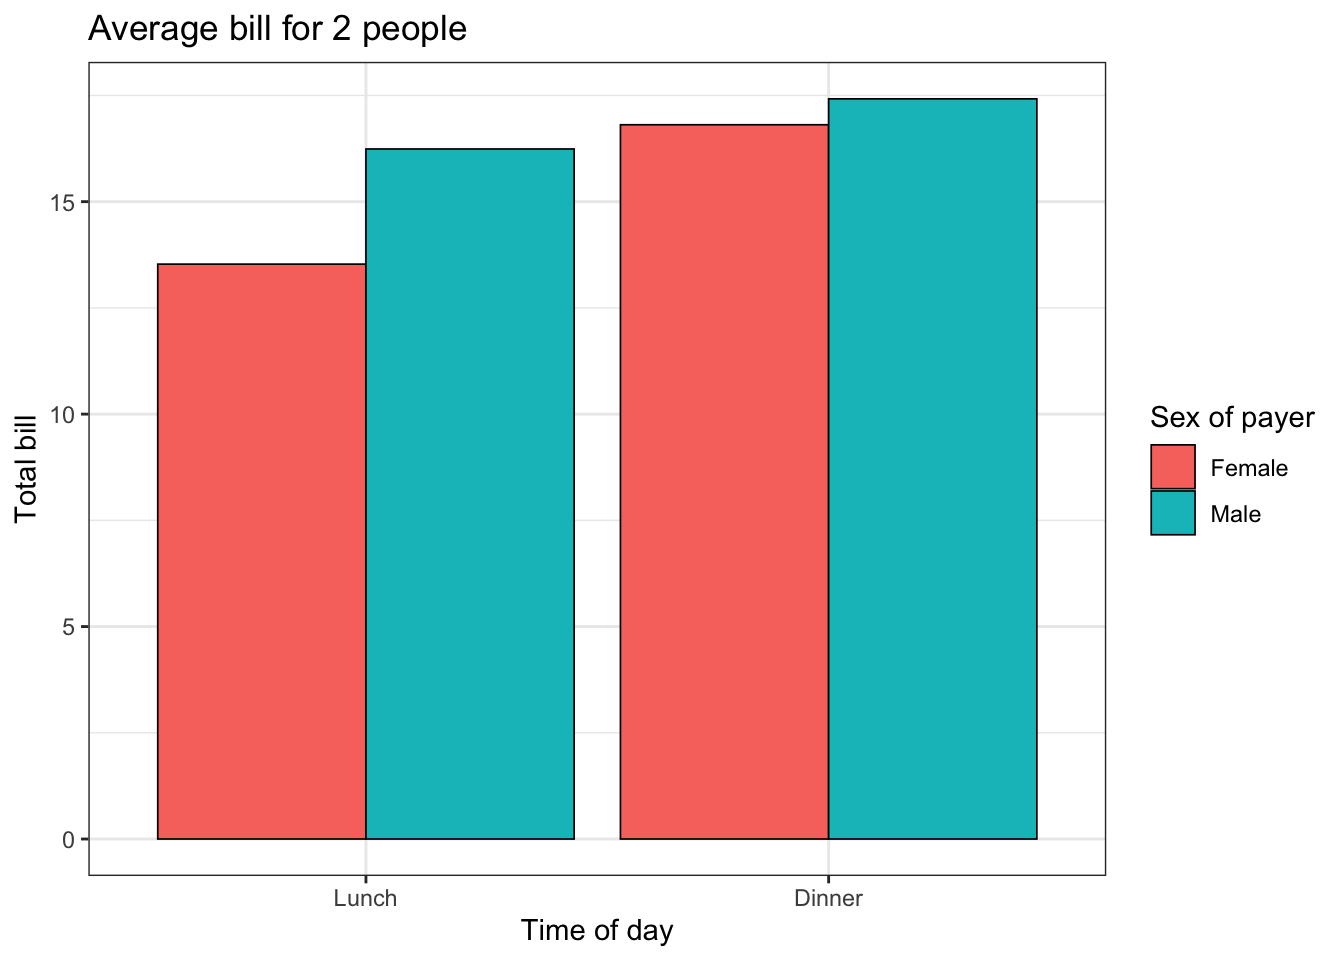 Average bill for 2 people
Total bill
15
10
5
0
Lunch
Dinner
Time of day
Sex of payer
Female
Male